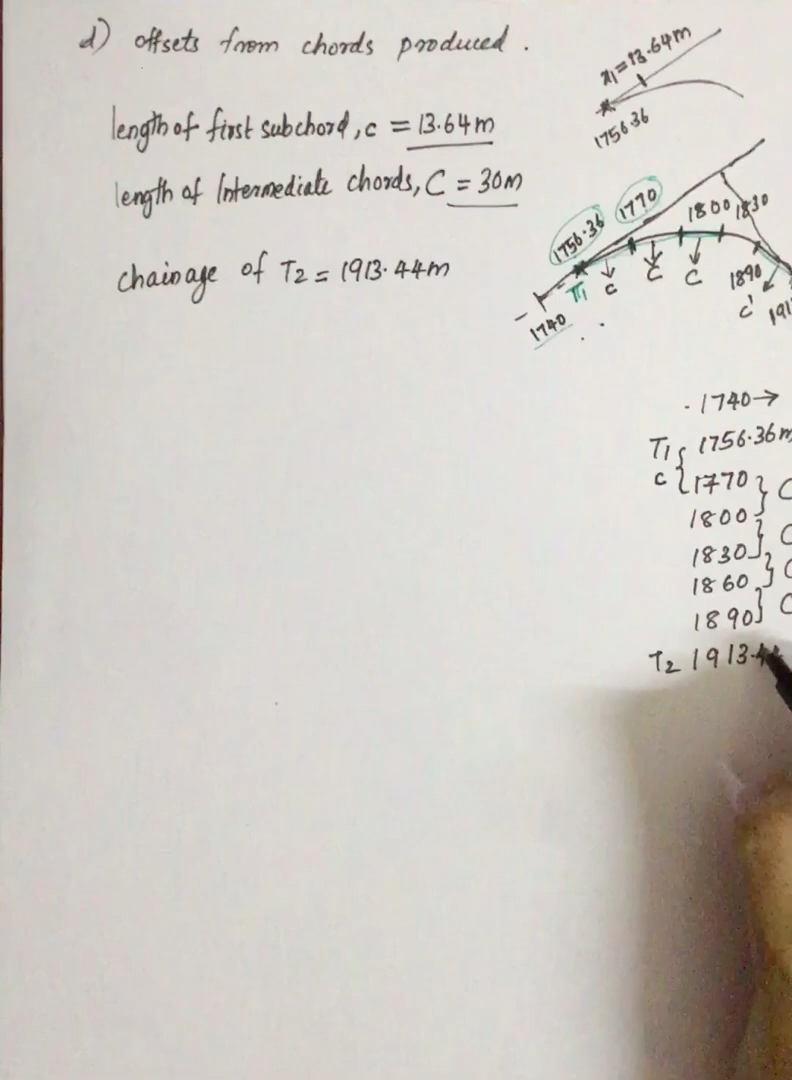 d) offsets from chords produced.
x1=13.64m
1756.36
length of first subchord, c = 13.64m
length of Intermediate chords, C = 30m
1756.36 1770 1800 1830
chainage of T2 = 1913.44m
T1 c C C 1890
1740 c'
. 1740→
T1 1756.36m
c 1770 C
1800 C
1830 C
1860 C
1890
T2 1913.4